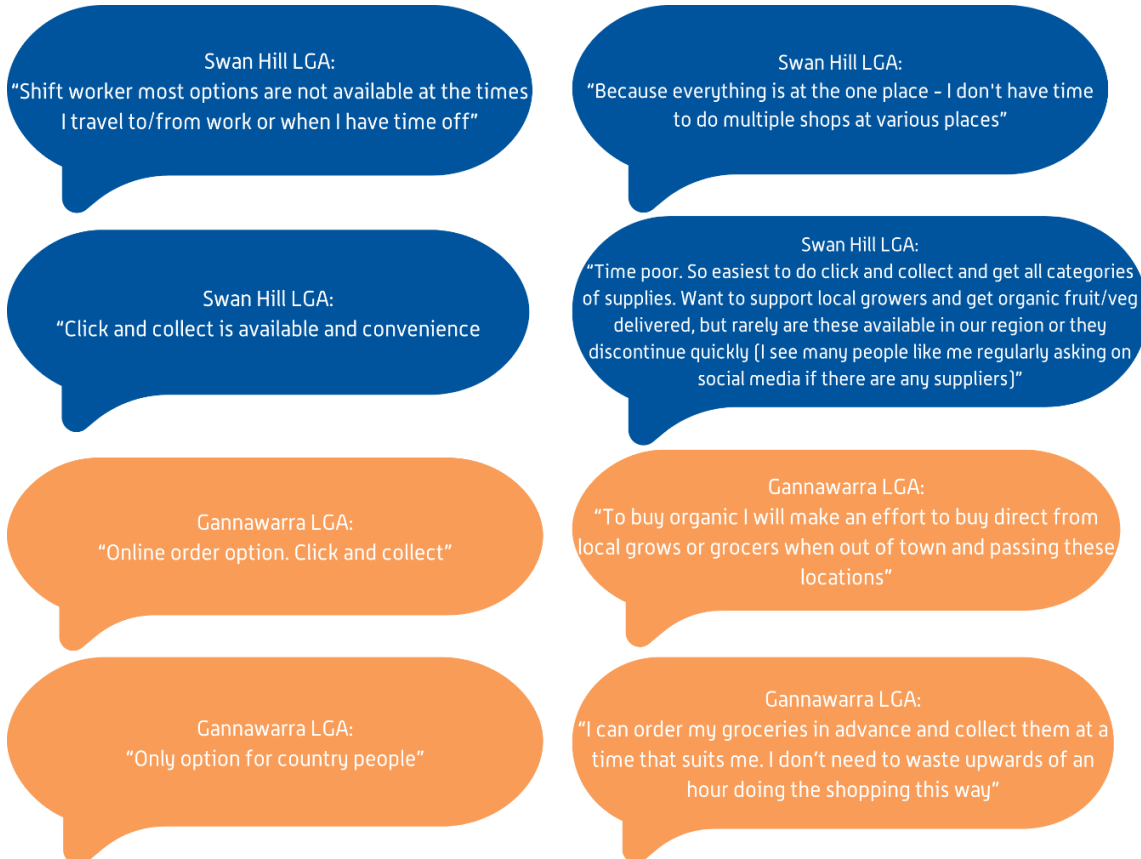 Swan Hill LGA:
“Shift worker most options are not available at the times
I travel to/from work or when I have time off”
Swan Hill LGA:
“Because everything is at the one place - I don't have time
to do multiple shops at various places”
Swan Hill LGA:
“Click and collect is available and convenience
Swan Hill LGA:
“Time poor. So easiest to do click and collect and get all categories
of supplies. Want to support local growers and get organic fruit/veg
delivered, but rarely are these available in our region or they
discontinue quickly (I see many people like me regularly asking on
social media if there are any suppliers)”
Gannawarra LGA:
“Online order option. Click and collect”
Gannawarra LGA:
“To buy organic I will make an effort to buy direct from
local grows or grocers when out of town and passing these
locations”
Gannawarra LGA:
“Only option for country people”
Gannawarra LGA:
“I can order my groceries in advance and collect them at a
time that suits me. I don’t need to waste upwards of an
hour doing the shopping this way”